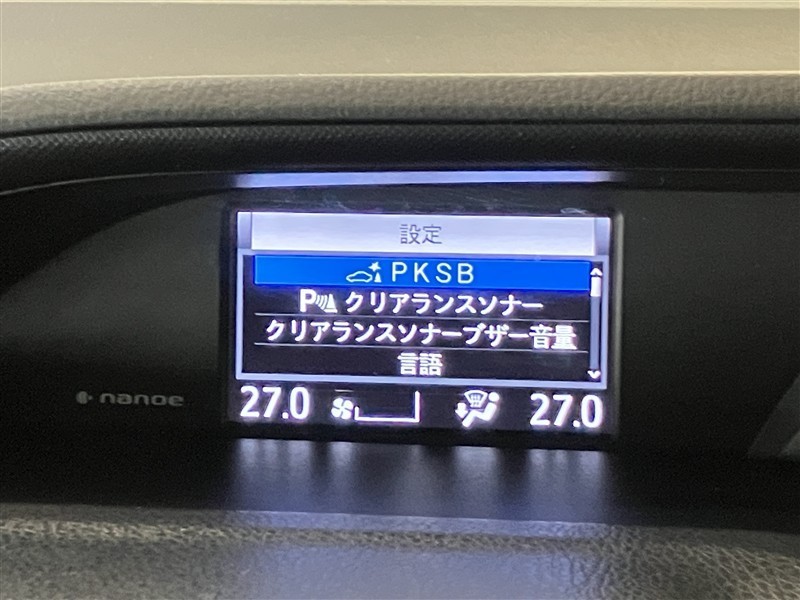 設定
PKSB
P クリアランスソナー
クリアランスソナーブザー音量
言語
27.0 27.0
nanoe